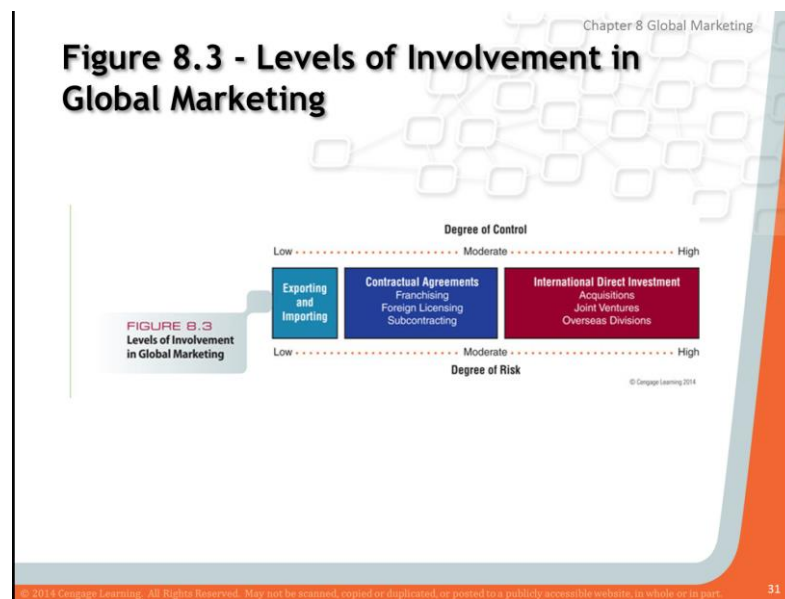 Chapter 8 Global Marketing
Figure 8.3 - Levels of Involvement in
Global Marketing
Degree of Control
Low Moderate High
Exporting
and
Importing
Contractual Agreements
Franchising
Foreign Licensing
Subcontracting
International Direct Investment
Acquisitions
Joint Ventures
Overseas Divisions
FIGURE 8.3
Levels of Involvement
in Global Marketing
Low Moderate High
Degree of Risk
© Cengage Learning 2014
© 2014 Cengage Learning. All Rights Reserved. May not be scanned, copied or duplicated, or posted to a publicly accessible website, in whole or in part.
31